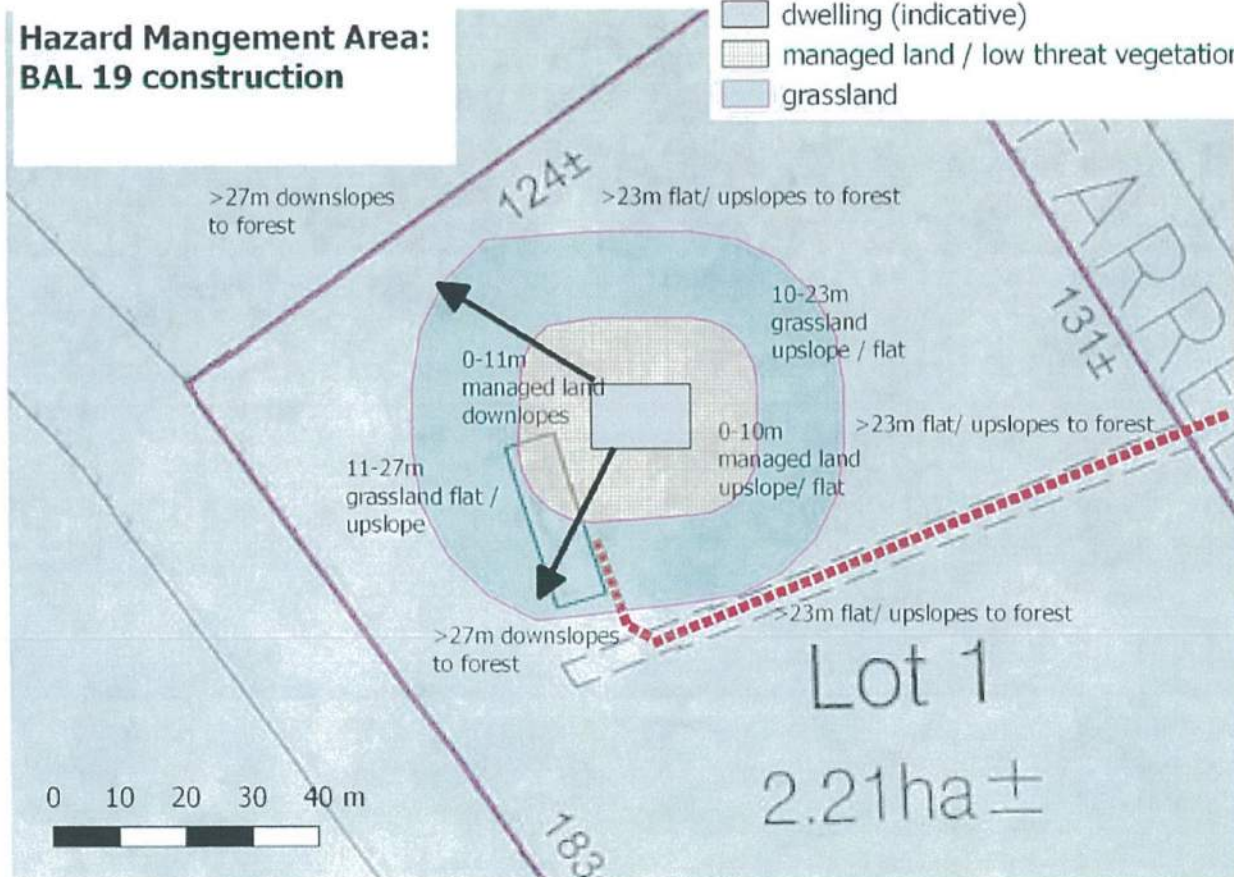 Hazard Mangement Area:
BAL 19 construction
dwelling (indicative)
managed land / low threat vegetation
grassland
>27m downslopes
to forest
124±
>23m flat/ upslopes to forest
10-23m
grassland
upslope / flat
131±
0-11m
managed land
downlopes
0-10m
managed land
upslope/ flat
>23m flat/ upslopes to forest
11-27m
grassland flat /
upslope
>27m downslopes
to forest
>23m flat/ upslopes to forest
Lot 1
2.21ha±
0 10 20 30 40 m
183